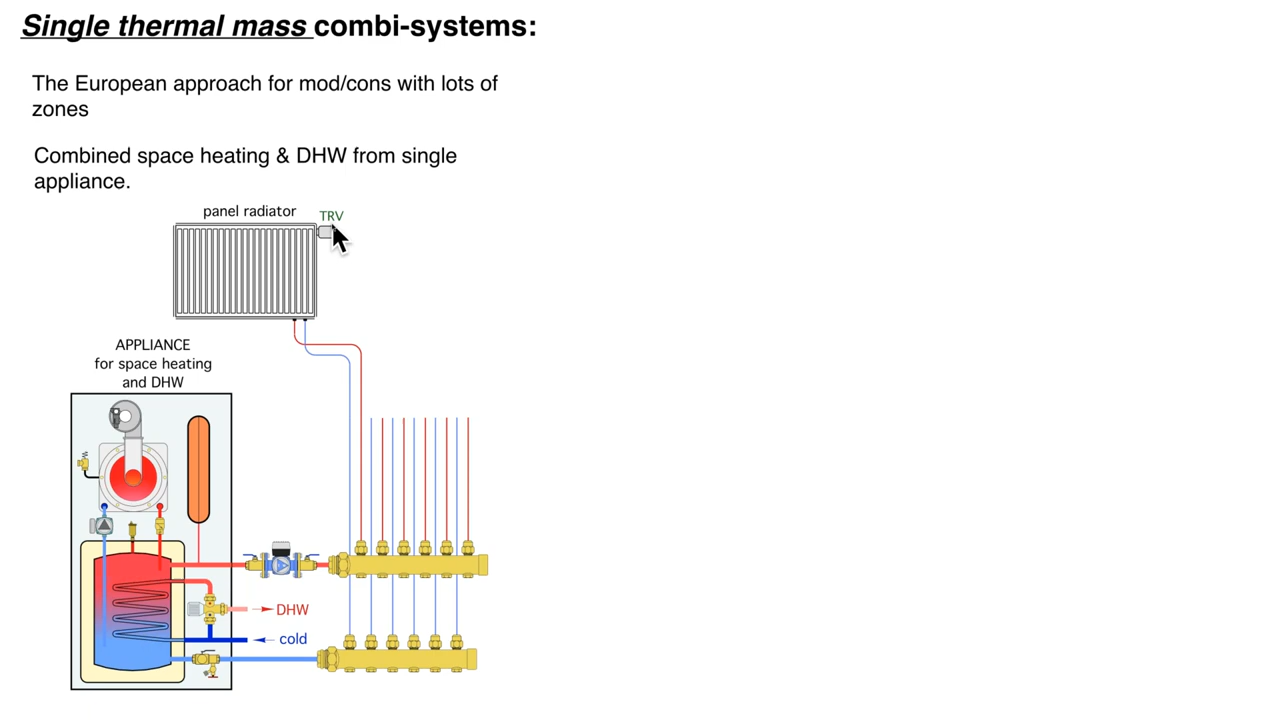 Single thermal mass combi-systems:
The European approach for mod/cons with lots of
zones
Combined space heating & DHW from single
appliance.
panel radiator
TRV
APPLIANCE
for space heating
and DHW
DHW
cold